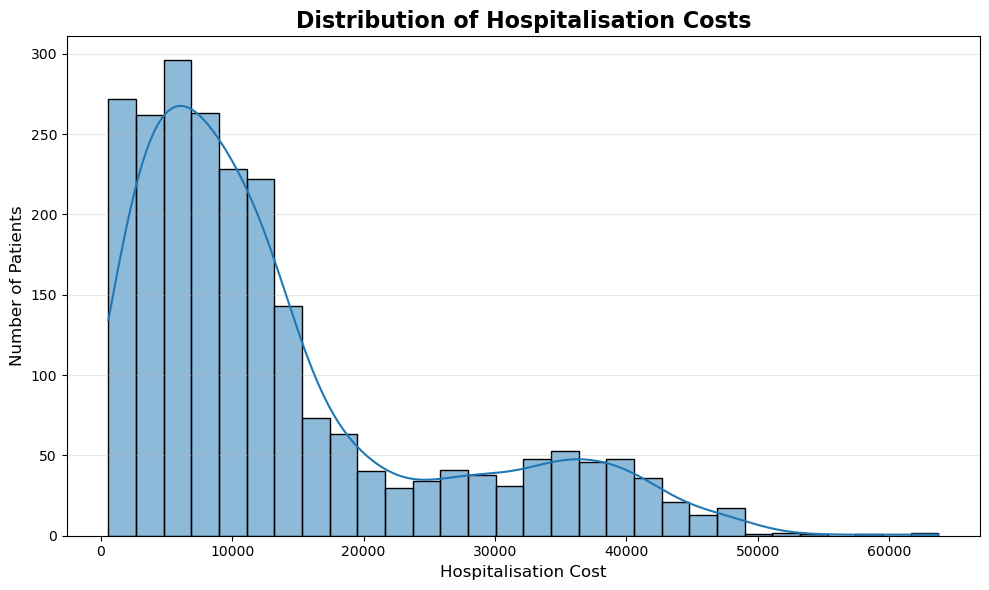 Distribution of Hospitalisation Costs
Number of Patients
300
250
200
150
100
50
0
0 10000 20000 30000 40000 50000 60000
Hospitalisation Cost